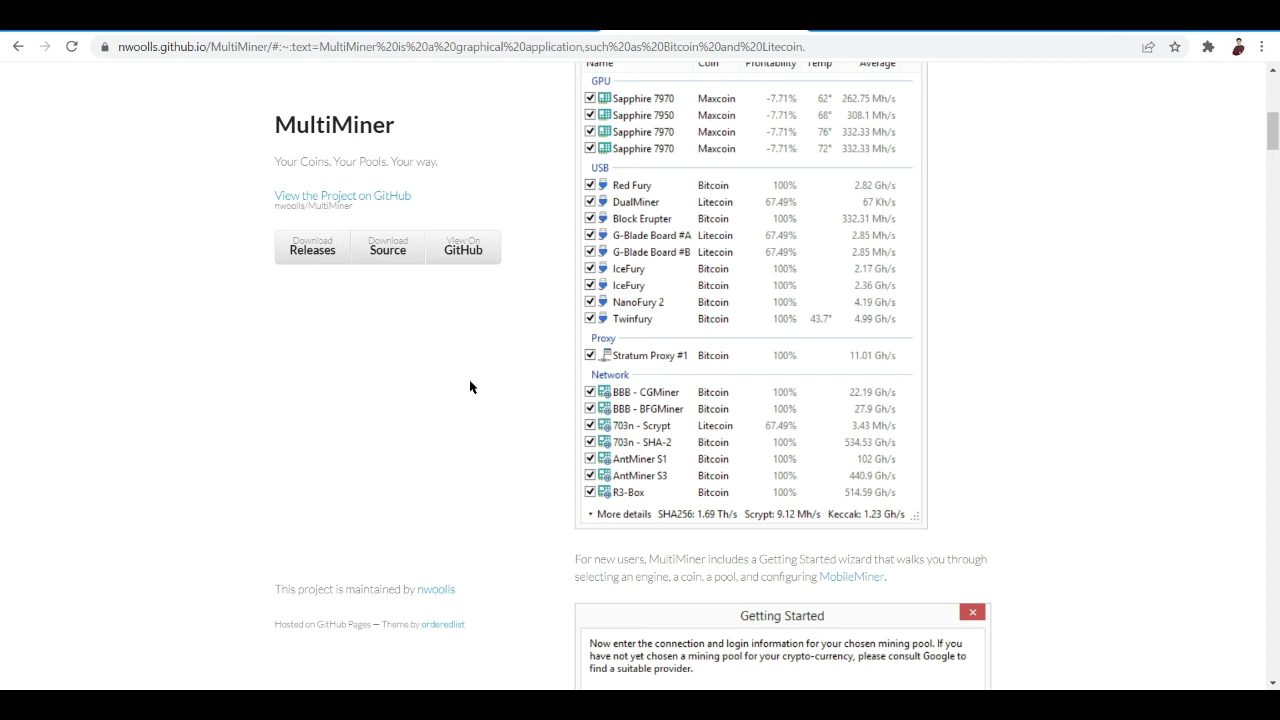 nwoolls.github.io/MultiMiner/#:~:text=MultiMiner%20is%20a%20graphical%20application,such%20as%20Bitcoin%20and%20Litecoin.
MultiMiner
Your Coins. Your Pools. Your way.
View the Project on GitHub
nwoolls/MultiMiner
Download Releases
Download Source
View On GitHub
This project is maintained by nwoolls
Hosted on GitHub Pages — Theme by orderedlist
Name Coin Profitability Temp Average
GPU
Sapphire 7970 Maxcoin -7.71% 62° 262.75 Mh/s
Sapphire 7950 Maxcoin -7.71% 68° 308.1 Mh/s
Sapphire 7970 Maxcoin -7.71% 76° 332.33 Mh/s
Sapphire 7970 Maxcoin -7.71% 72° 332.33 Mh/s
USB
Red Fury Bitcoin 100% 2.82 Gh/s
DualMiner Litecoin 67.49% 67 Kh/s
Block Erupter Bitcoin 100% 332.31 Mh/s
G-Blade Board #A Litecoin 67.49% 2.85 Mh/s
G-Blade Board #B Litecoin 67.49% 2.85 Mh/s
IceFury Bitcoin 100% 2.17 Gh/s
IceFury Bitcoin 100% 2.36 Gh/s
NanoFury 2 Bitcoin 100% 4.19 Gh/s
Twinfury Bitcoin 100% 43.7° 4.99 Gh/s
Proxy
Stratum Proxy #1 Bitcoin 100% 11.01 Gh/s
Network
BBB - CGMiner Bitcoin 100% 22.19 Gh/s
BBB - BFGMiner Bitcoin 100% 27.9 Gh/s
703n - Scrypt Litecoin 67.49% 3.43 Mh/s
703n - SHA-2 Bitcoin 100% 534.53 Gh/s
AntMiner S1 Bitcoin 100% 102 Gh/s
AntMiner S3 Bitcoin 100% 440.9 Gh/s
R3-Box Bitcoin 100% 514.59 Gh/s
More details SHA256: 1.69 Th/s Scrypt: 9.12 Mh/s Keccak: 1.23 Gh/s
For new users, MultiMiner includes a Getting Started wizard that walks you through
selecting an engine, a coin, a pool, and configuring MobileMiner.
Getting Started
Now enter the connection and login information for your chosen mining pool. If you
have not yet chosen a mining pool for your crypto-currency, please consult Google to
find a suitable provider.